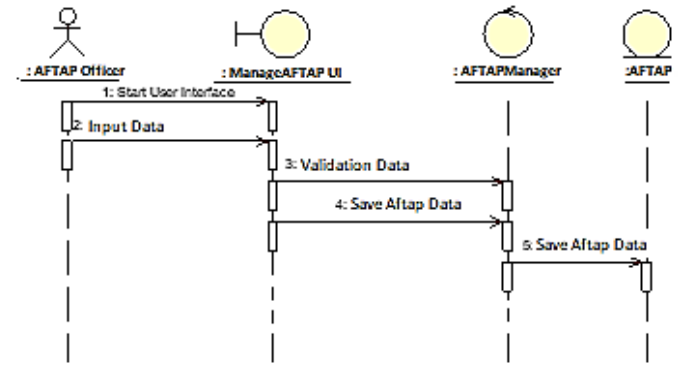 : AFTAP Officer
: ManageAFTAP UI
: AFTAPManager
:AFTAP
1: Start User Interface
2: Input Data
3: Validation Data
4: Save Aftap Data
5: Save Aftap Data